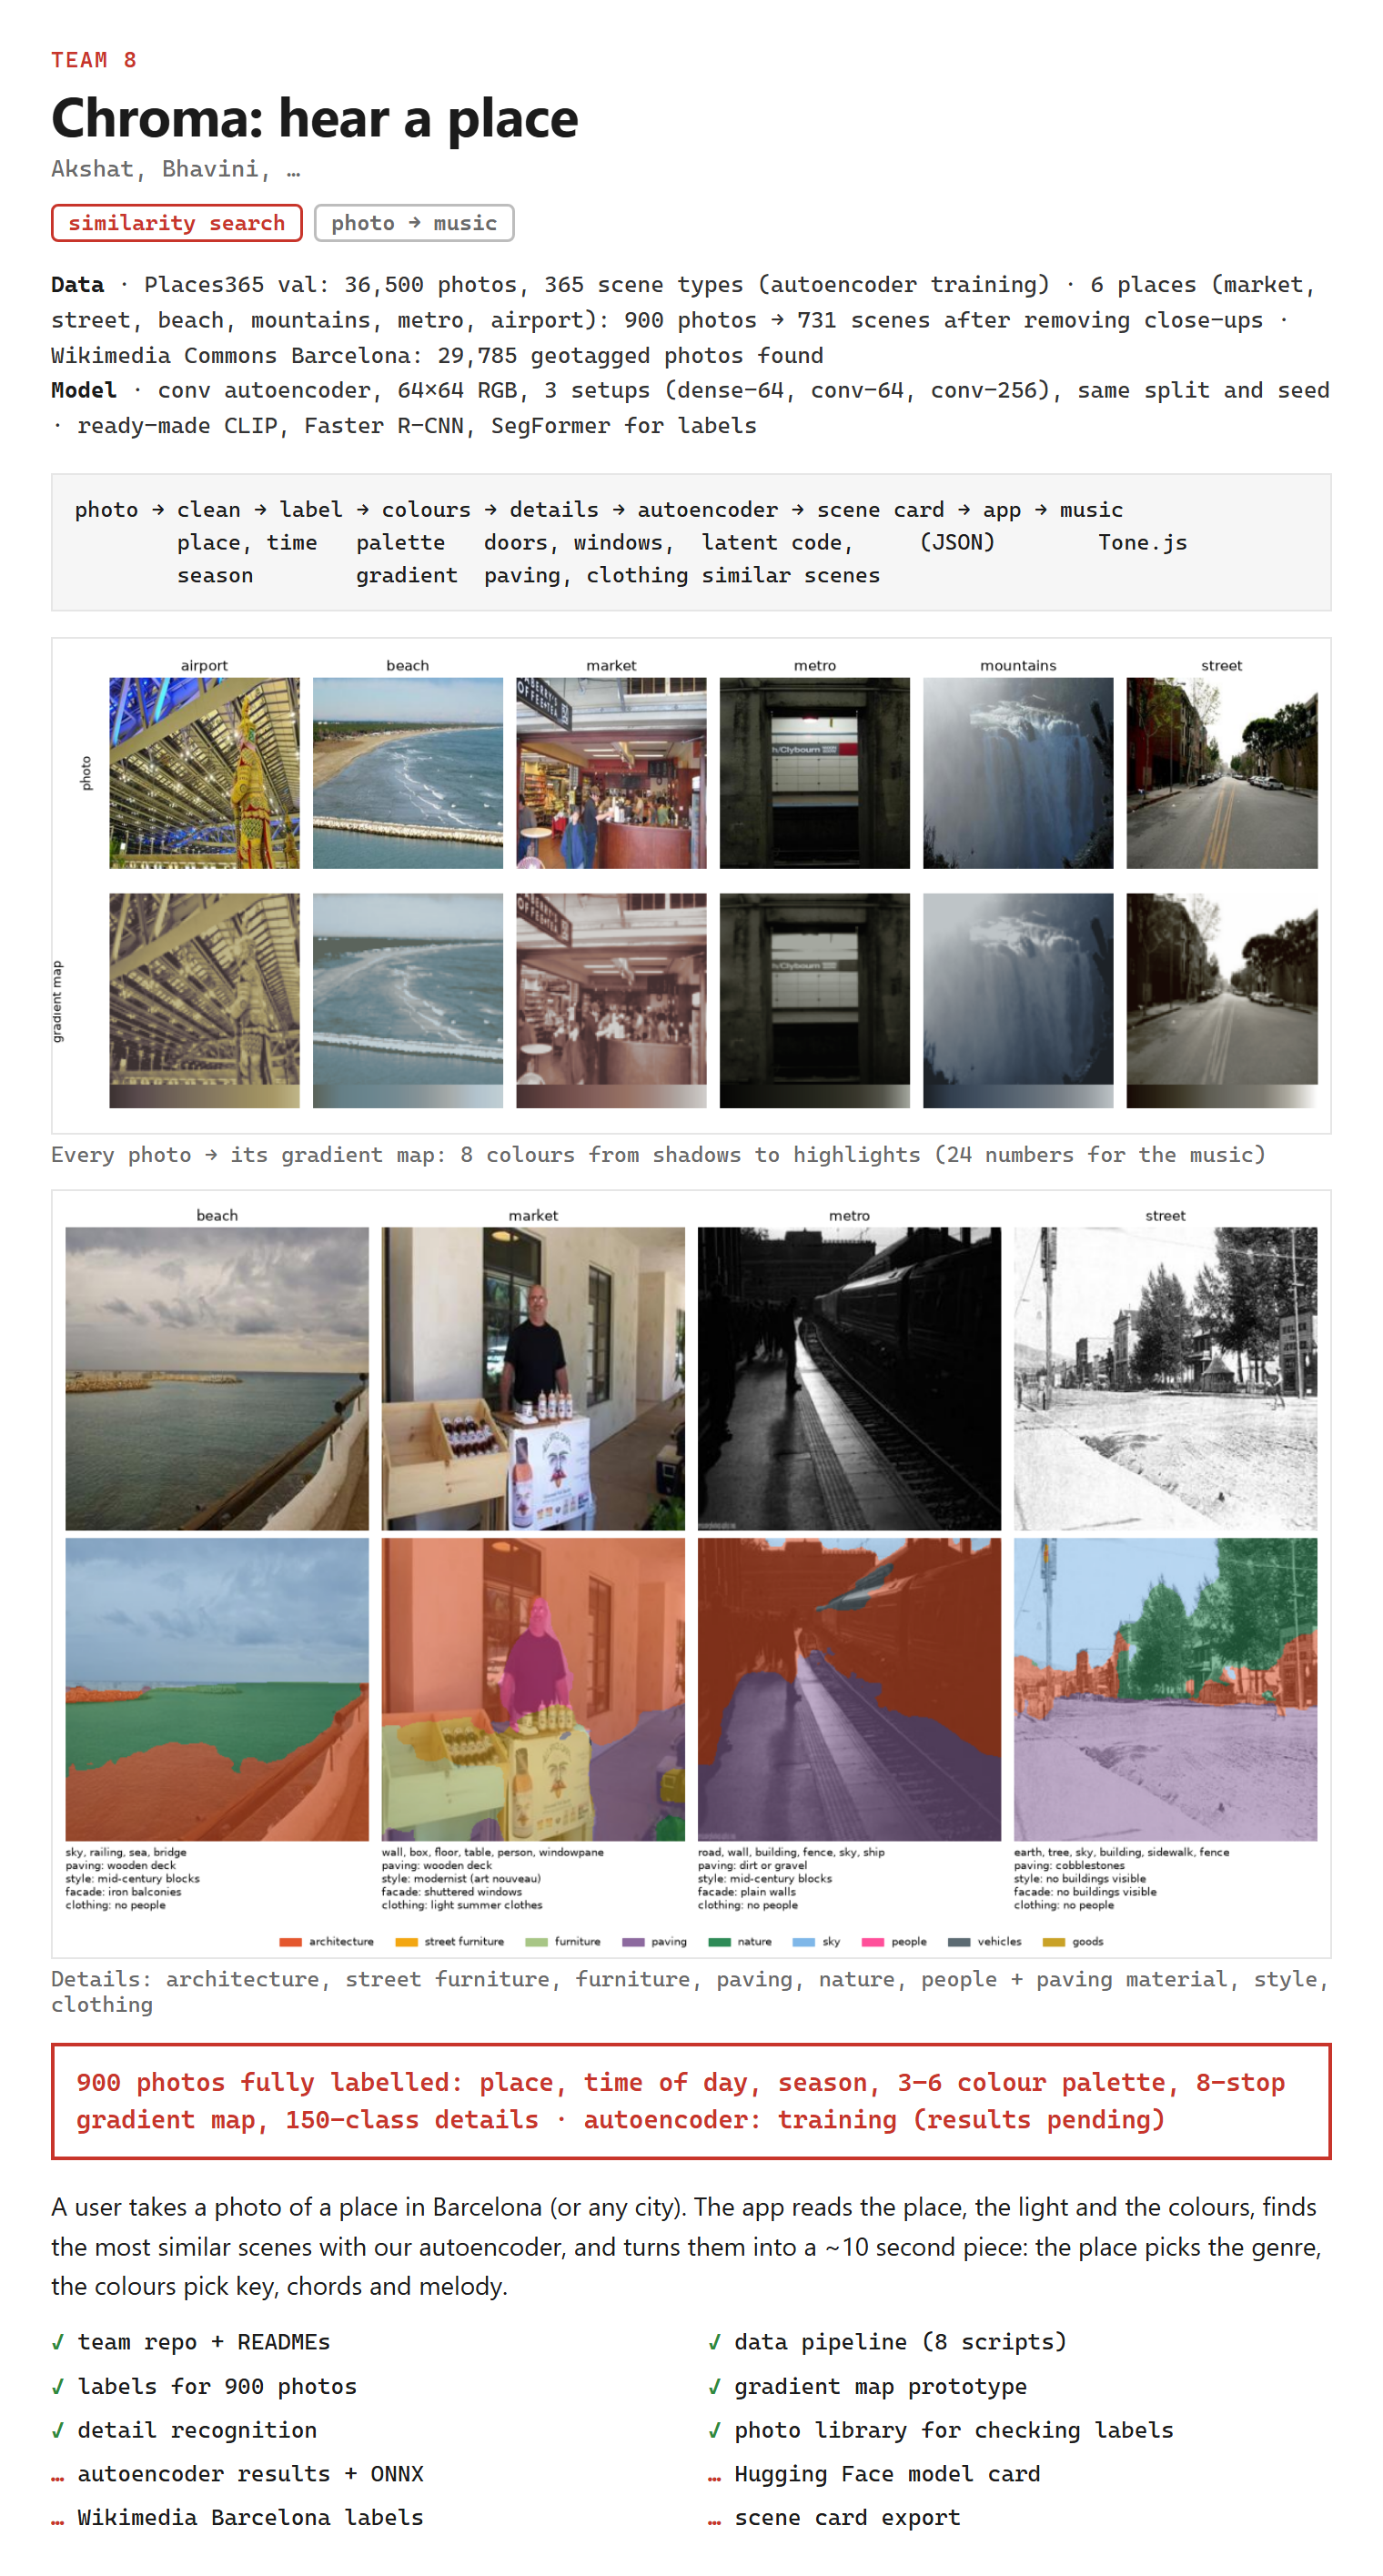 TEAM 8
Chroma: hear a place
Akshat, Bhavini, …
similarity search
photo → music
Data · Places365 val: 36,500 photos, 365 scene types (autoencoder training) · 6 places (market,
street, beach, mountains, metro, airport): 900 photos → 731 scenes after removing close-ups ·
Wikimedia Commons Barcelona: 29,785 geotagged photos found
Model · conv autoencoder, 64×64 RGB, 3 setups (dense-64, conv-64, conv-256), same split and seed
· ready-made CLIP, Faster R-CNN, SegFormer for labels
photo → clean → label → colours → details → autoencoder → scene card → app → music
place, time palette doors, windows, latent code, (JSON) Tone.js
season gradient paving, clothing similar scenes
airport beach market metro mountains street
photo
h/Clybourn
gradient map
h/Clybourn
Every photo → its gradient map: 8 colours from shadows to highlights (24 numbers for the music)
beach market metro street
sky, railing, sea, bridge
paving: wooden deck
style: mid-century blocks
facade: iron balconies
clothing: no people
wall, box, floor, table, person, windowpane
paving: wooden deck
style: modernist (art nouveau)
facade: shuttered windows
clothing: light summer clothes
road, wall, building, fence, sky, ship
paving: dirt or gravel
style: mid-century blocks
facade: plain walls
clothing: no people
earth, tree, sky, building, sidewalk, fence
paving: cobblestones
style: no buildings visible
facade: no buildings visible
clothing: no people
architecture street furniture furniture paving nature sky people vehicles goods
Details: architecture, street furniture, furniture, paving, nature, people + paving material, style,
clothing
900 photos fully labelled: place, time of day, season, 3-6 colour palette, 8-stop
gradient map, 150-class details · autoencoder: training (results pending)
A user takes a photo of a place in Barcelona (or any city). The app reads the place, the light and the colours, finds
the most similar scenes with our autoencoder, and turns them into a ~10 second piece: the place picks the genre,
the colours pick key, chords and melody.
✓ team repo + READMEs
✓ data pipeline (8 scripts)
✓ labels for 900 photos
✓ gradient map prototype
✓ detail recognition
✓ photo library for checking labels
… autoencoder results + ONNX
… Hugging Face model card
… Wikimedia Barcelona labels
… scene card export